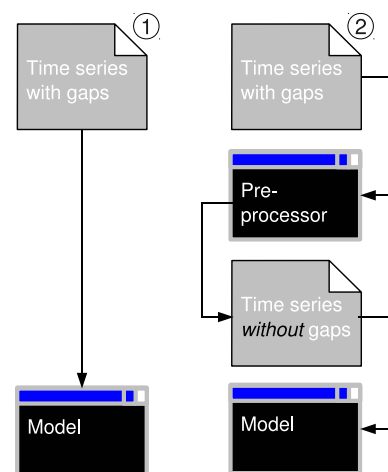 1
Time series
with gaps
Model
2
Time series
with gaps
Pre-
processor
Time series
without gaps
Model